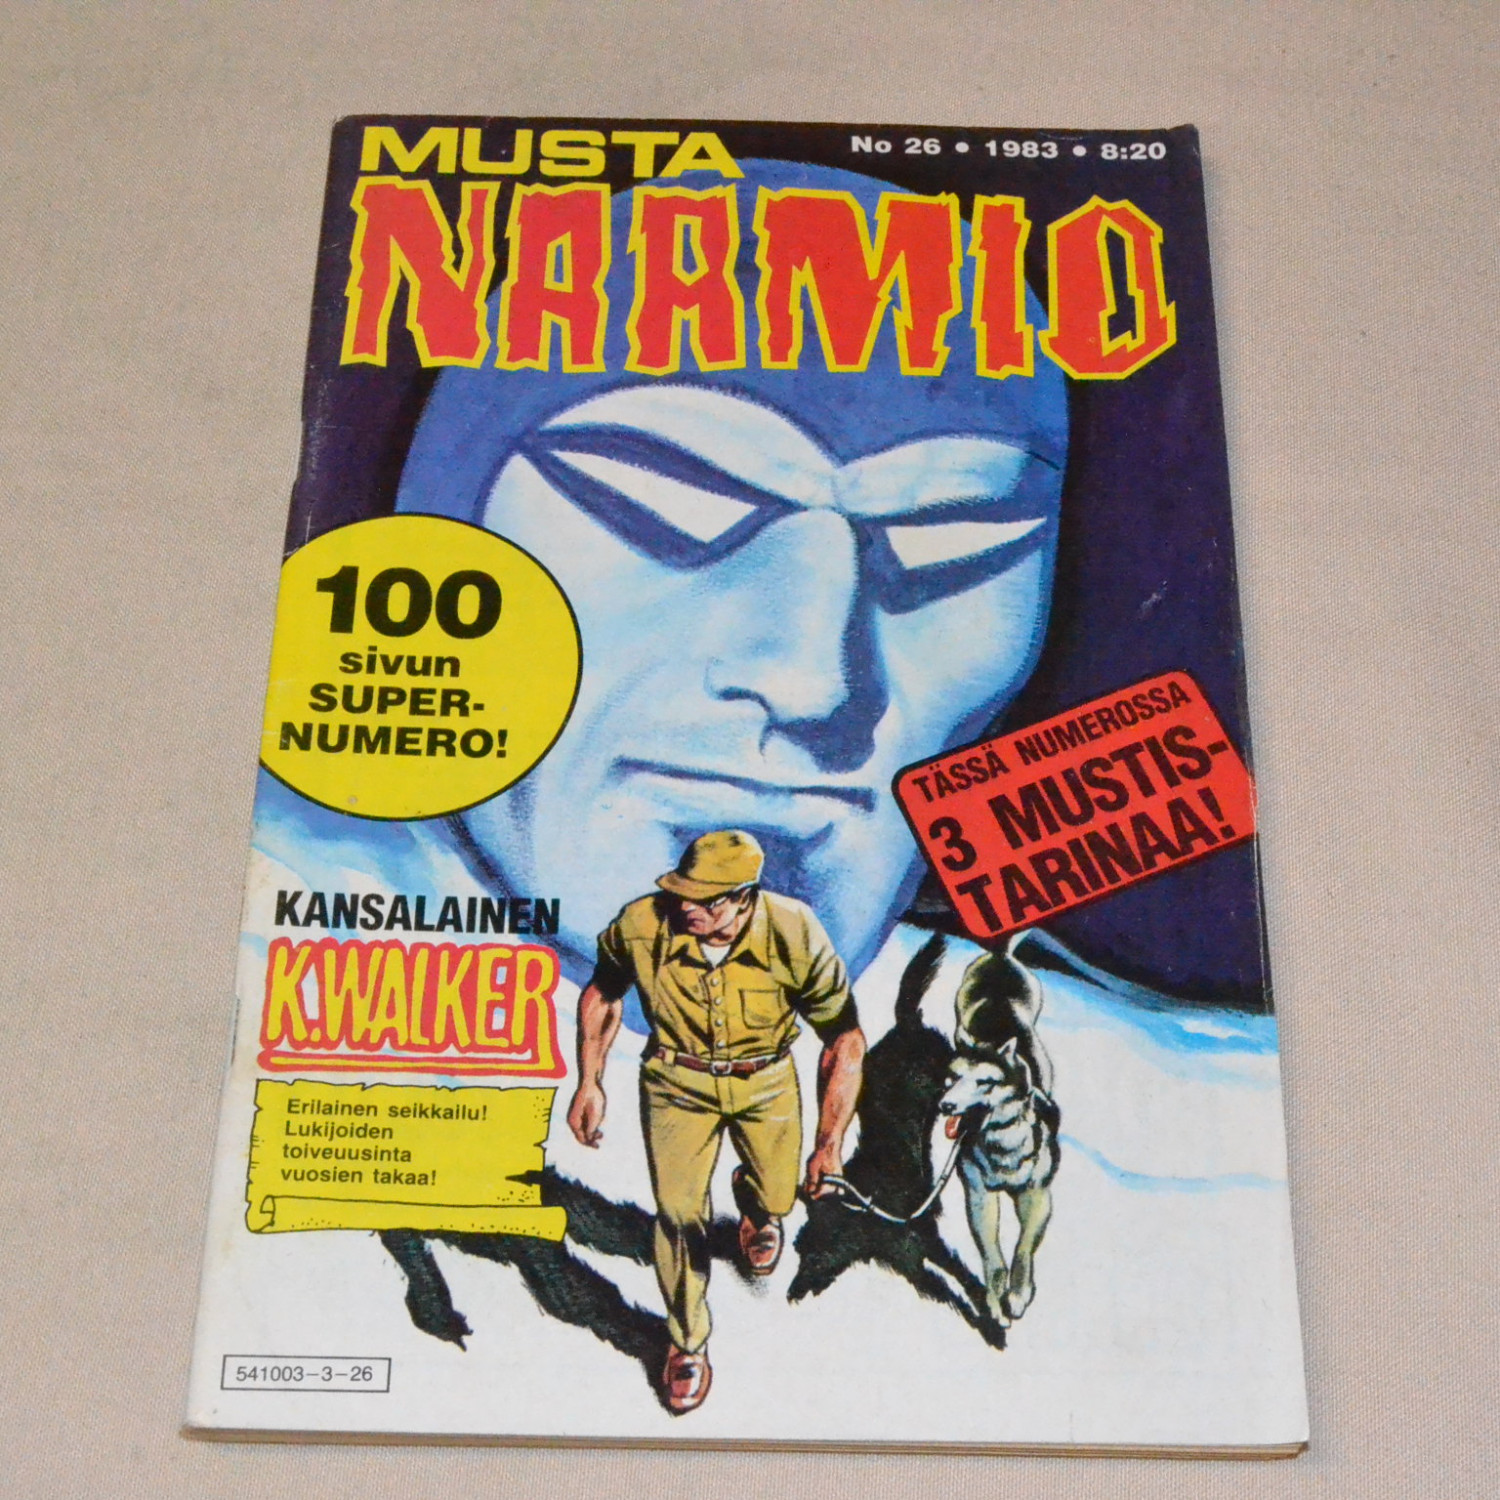 MUSTA
No 26 • 1983 • 8:20
NAAMIO
100
sivun
SUPER-
NUMERO!
TÄSSÄ NUMEROSSA
3 MUSTIS-
TARINAA!
KANSALAINEN
K.WALKER
Erilainen seikkailu!
Lukijoiden
toiveuusinta
vuosien takaa!
541003-3-26